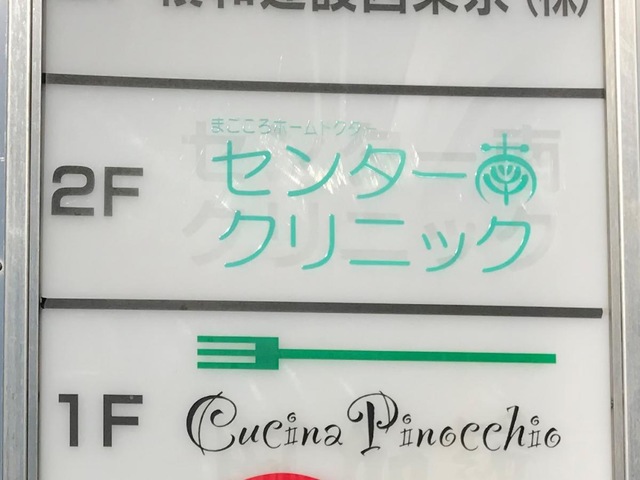 (株)
まごころホームドクター
2F センター南
クリニック
1F Cucina Pinocchio